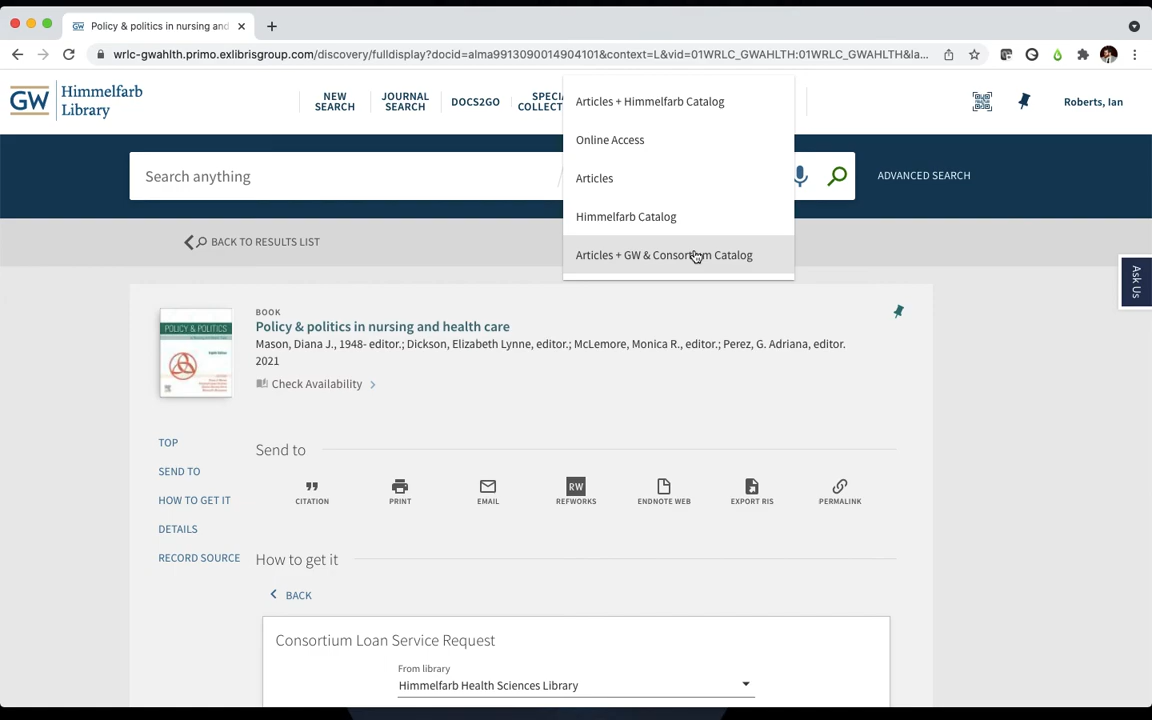 Policy & politics in nursing and
wrlc-gwahlth.primo.exlibrisgroup.com/discovery/fulldisplay?docid=alma9913090014904101&context=L&vid=01WRLC_GWAHLTH:01WRLC_GWAHLTH&la...
GW Himmelfarb Library
NEW SEARCH
JOURNAL SEARCH
DOCS2GO
Roberts, Ian
Articles + Himmelfarb Catalog
Online Access
Articles
Himmelfarb Catalog
Articles + GW & Consortium Catalog
Search anything
ADVANCED SEARCH
BACK TO RESULTS LIST
Ask Us
POLICY & POLITICS
BOOK
Policy & politics in nursing and health care
Mason, Diana J., 1948- editor.; Dickson, Elizabeth Lynne, editor.; McLemore, Monica R., editor.; Perez, G. Adriana, editor.
2021
Check Availability
TOP
SEND TO
HOW TO GET IT
DETAILS
RECORD SOURCE
Send to
CITATION
PRINT
EMAIL
RW
REFWORKS
ENDNOTE WEB
EXPORT RIS
PERMALINK
How to get it
BACK
Consortium Loan Service Request
From library
Himmelfarb Health Sciences Library